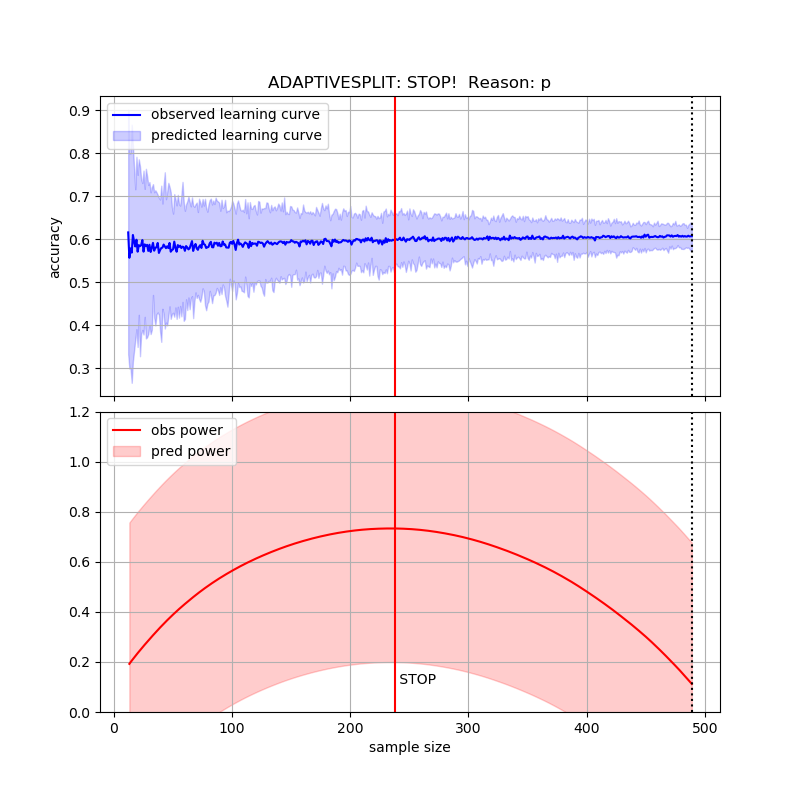 ADAPTIVESPLIT: STOP!  Reason: p
observed learning curve
predicted learning curve
0.9
0.8
0.7
0.6
0.5
0.4
0.3
accuracy
obs power
pred power
1.2
1.0
0.8
0.6
0.4
0.2
0.0
STOP
0 100 200 300 400 500
sample size